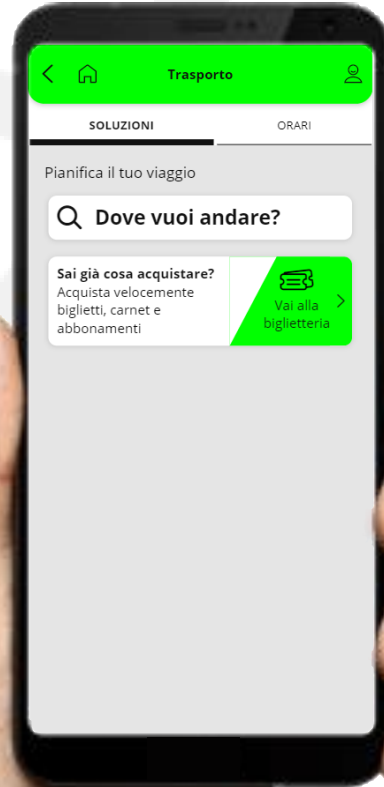 Trasporto
SOLUZIONI
ORARI
Pianifica il tuo viaggio
Dove vuoi andare?
Sai già cosa acquistare?
Acquista velocemente
biglietti, carnet e
abbonamenti
Vai alla
biglietteria